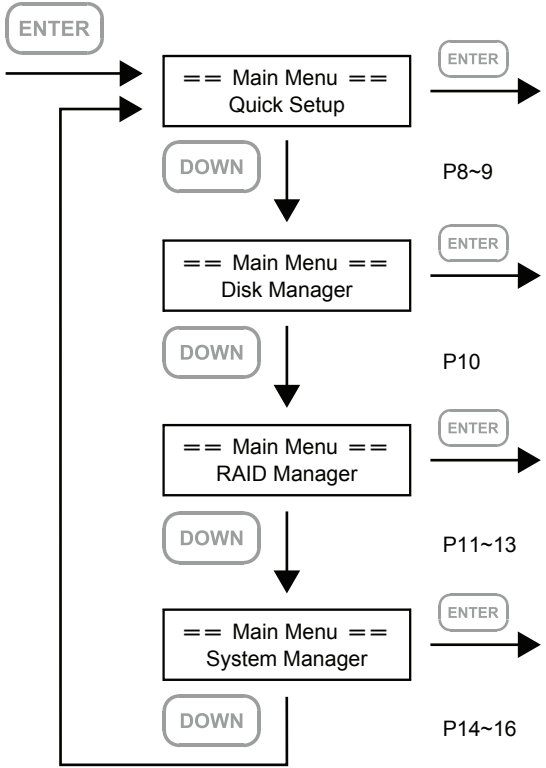 ENTER
== Main Menu ==
Quick Setup
ENTER
DOWN
P8~9
== Main Menu ==
Disk Manager
ENTER
DOWN
P10
== Main Menu ==
RAID Manager
ENTER
DOWN
P11~13
== Main Menu ==
System Manager
ENTER
DOWN
P14~16